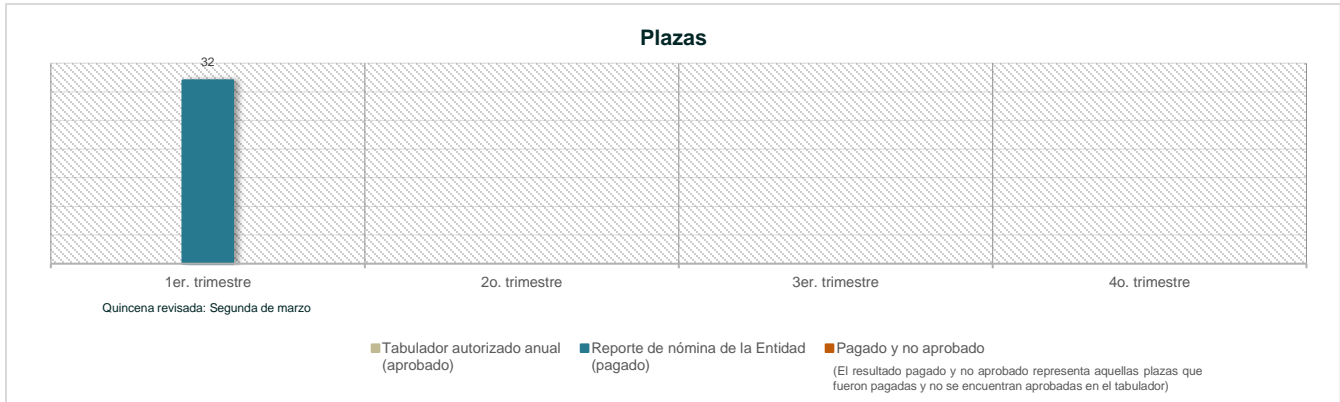 Plazas
32
1er. trimestre
2o. trimestre
3er. trimestre
4o. trimestre
Quincena revisada: Segunda de marzo
Tabulador autorizado anual
(aprobado)
Reporte de nómina de la Entidad
(pagado)
Pagado y no aprobado
(El resultado pagado y no aprobado representa aquellas plazas que
fueron pagadas y no se encuentran aprobadas en el tabulador)